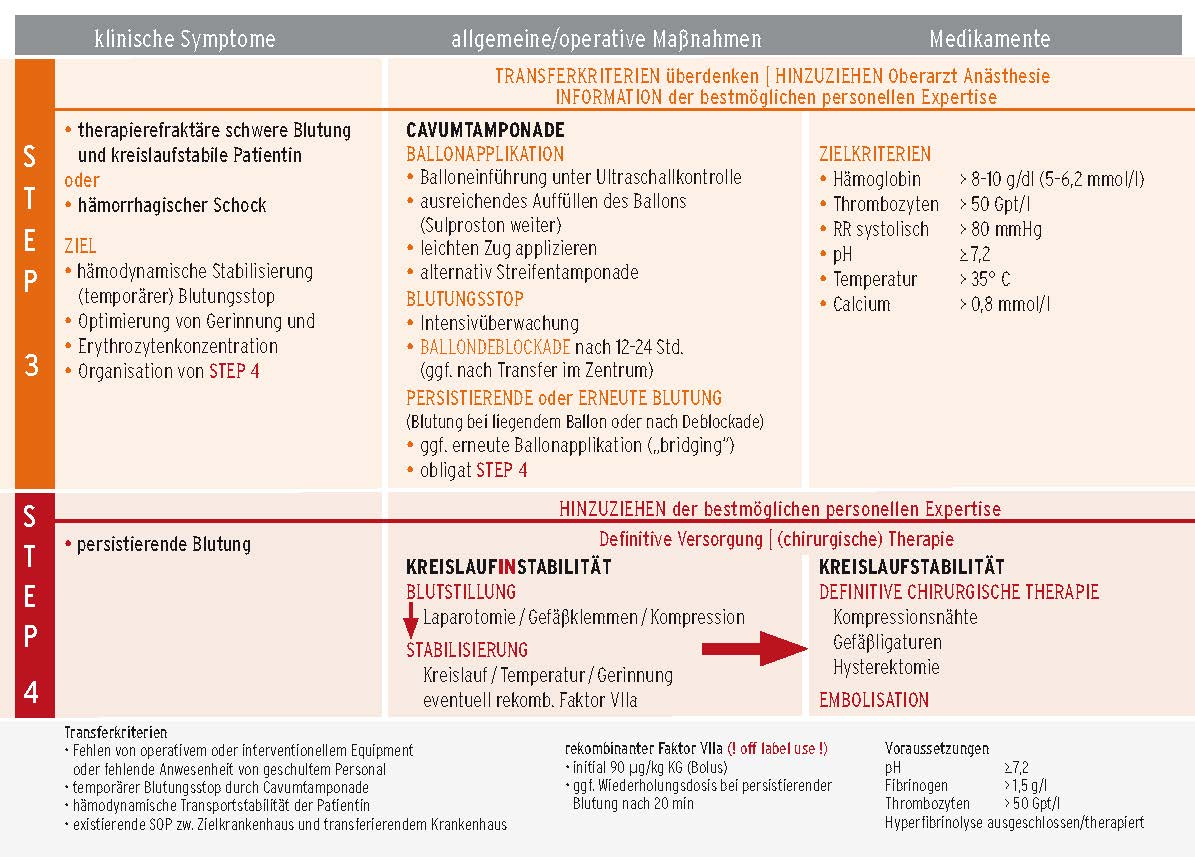 klinische Symptome
allgemeine/operative Maßnahmen
Medikamente
STEP 3
TRANSFERKRITERIEN überdenken | HINZUZIEHEN Oberarzt Anästhesie
INFORMATION der bestmöglichen personellen Expertise
• therapierefraktäre schwere Blutung
und kreislaufstabile Patientin
oder
• hämorrhagischer Schock
ZIEL
• hämodynamische Stabilisierung
(temporärer) Blutungsstop
• Optimierung von Gerinnung und
• Erythrozytenkonzentration
• Organisation von STEP 4
CAVUMTAMPONADE
BALLONAPPLIKATION
• Balloneinführung unter Ultraschallkontrolle
• ausreichendes Auffüllen des Ballons
(Sulproston weiter)
• leichten Zug applizieren
• alternativ Streifentamponade
BLUTUNGSSTOP
• Intensivüberwachung
• BALLONDEBLOCKADE nach 12-24 Std.
(ggf. nach Transfer im Zentrum)
PERSISTIERENDE oder ERNEUTE BLUTUNG
(Blutung bei liegendem Ballon oder nach Deblockade)
• ggf. erneute Ballonapplikation („bridging")
• obligat STEP 4
ZIELKRITERIEN
• Hämoglobin > 8-10 g/dl (5-6,2 mmol/l)
• Thrombozyten > 50 Gpt/l
• RR systolisch > 80 mmHg
• pH ≥7,2
• Temperatur > 35° C
• Calcium > 0,8 mmol/l
STEP 4
HINZUZIEHEN der bestmöglichen personellen Expertise
• persistierende Blutung
Definitive Versorgung | (chirurgische) Therapie
KREISLAUFINSTABILITÄT
BLUTSTILLUNG
Laparotomie / Gefäßklemmen / Kompression
STABILISIERUNG
Kreislauf / Temperatur / Gerinnung
eventuell rekomb. Faktor VIIa
KREISLAUFSTABILITÄT
DEFINITIVE CHIRURGISCHE THERAPIE
Kompressionsnähte
Gefäßligaturen
Hysterektomie
EMBOLISATION
Transferkriterien
• Fehlen von operativem oder interventionellem Equipment
oder fehlende Anwesenheit von geschultem Personal
• temporärer Blutungsstop durch Cavumtamponade
• hämodynamische Transportstabilität der Patientin
• existierende SOP zw. Zielkrankenhaus und transferierendem Krankenhaus
rekombinanter Faktor VIIa (! off label use !)
• initial 90 µg/kg KG (Bolus)
• ggf. Wiederholungsdosis bei persistierender
Blutung nach 20 min
Voraussetzungen
pH ≥7,2
Fibrinogen >1,5 g/l
Thrombozyten > 50 Gpt/l
Hyperfibrinolyse ausgeschlossen/therapiert